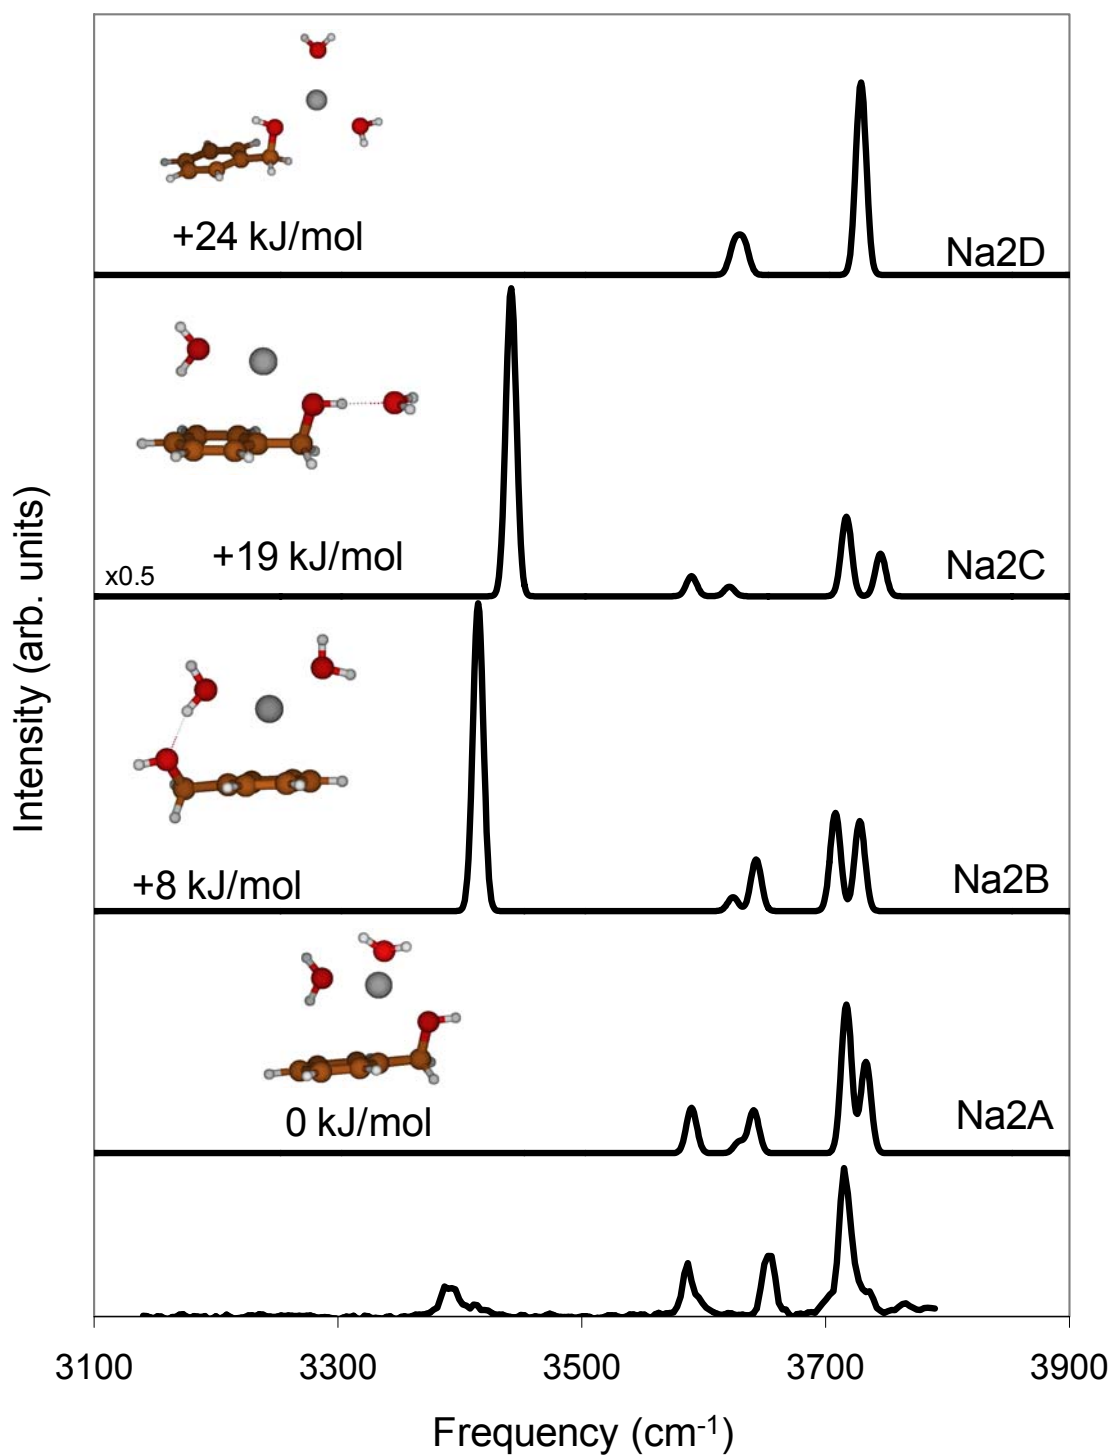 +24 kJ/mol
Na2D
+19 kJ/mol
x0.5
Na2C
+8 kJ/mol
Na2B
0 kJ/mol
Na2A
Intensity (arb. units)
3100 3300 3500 3700 3900
Frequency (cm⁻¹)